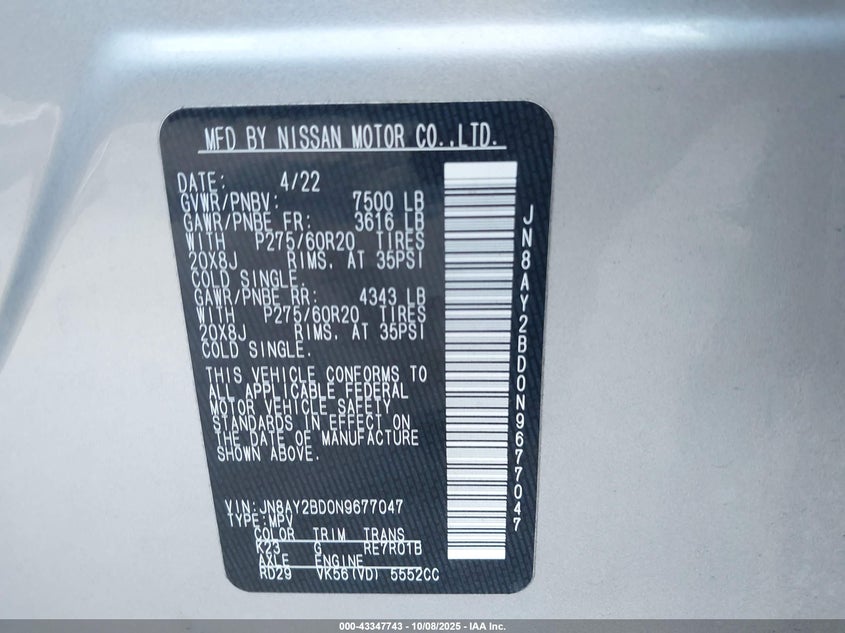 MFD BY NISSAN MOTOR CO.,LTD.
DATE: 4/22
GVWR/PNBV: 7500 LB
GAWR/PNBE FR: 3616 LB
WITH P275/60R20 TIRES
20X8J RIMS. AT 35PSI
COLD SINGLE.
GAWR/PNBE RR: 4343 LB
WITH P275/60R20 TIRES
20X8J RIMS. AT 35PSI
COLD SINGLE.
THIS VEHICLE CONFORMS TO
ALL APPLICABLE FEDERAL
MOTOR VEHICLE SAFETY
STANDARDS IN EFFECT ON
THE DATE OF MANUFACTURE
SHOWN ABOVE.
VIN:JN8AY2BD0N9677047
TYPE:MPV
COLOR TRIM TRANS
K23 G RE7R01B
AXLE ENGINE
RD29 VK56(VD) 5552CC
JN8AY2BD0N9677047
000-43347743 - 10/08/2025 - IAA Inc.